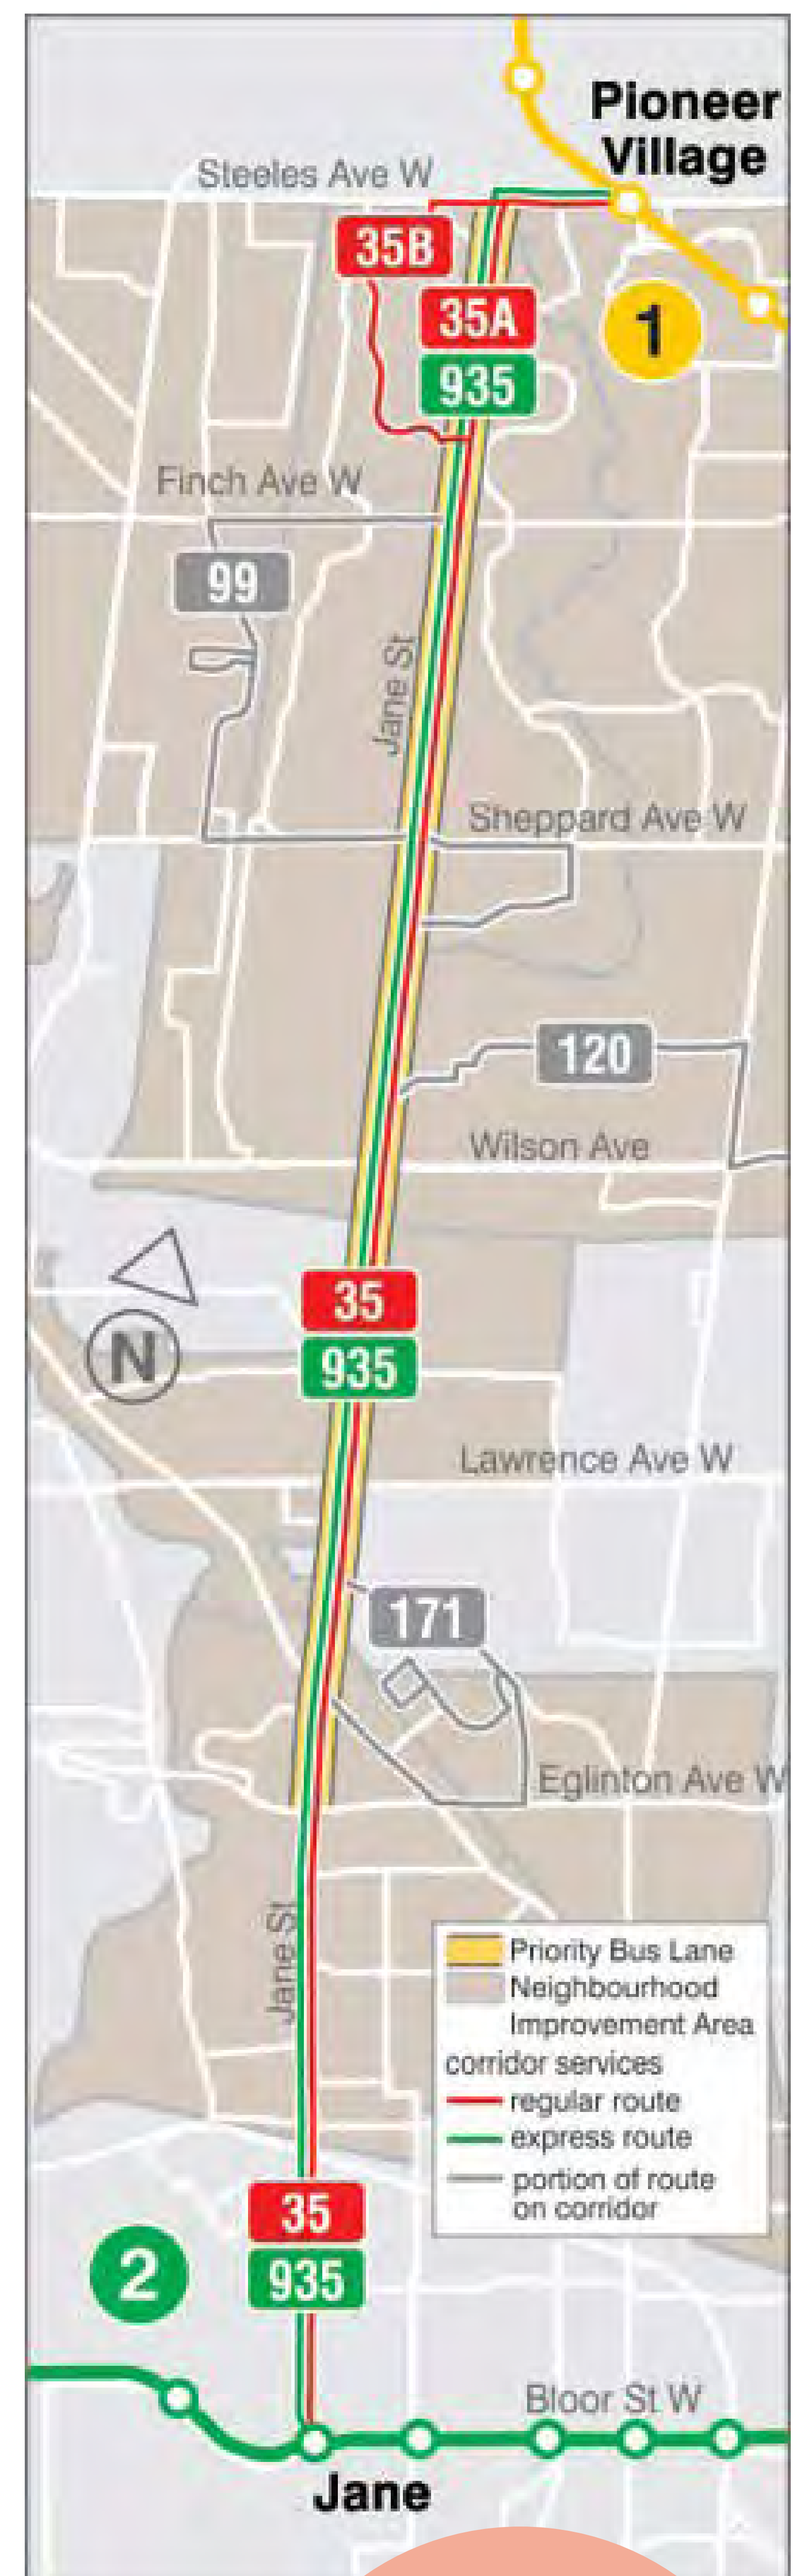 Pioneer
Village
Steeles Ave W
35B
35A
1
935
Finch Ave W
99
Jane St
Sheppard Ave W
120
Wilson Ave
35
N
935
Lawrence Ave W
171
Eglinton Ave W
Jane St
Priority Bus Lane
Neighbourhood
Improvement Area
corridor services
regular route
express route
portion of route
on corridor
35
2
935
Bloor St W
Jane